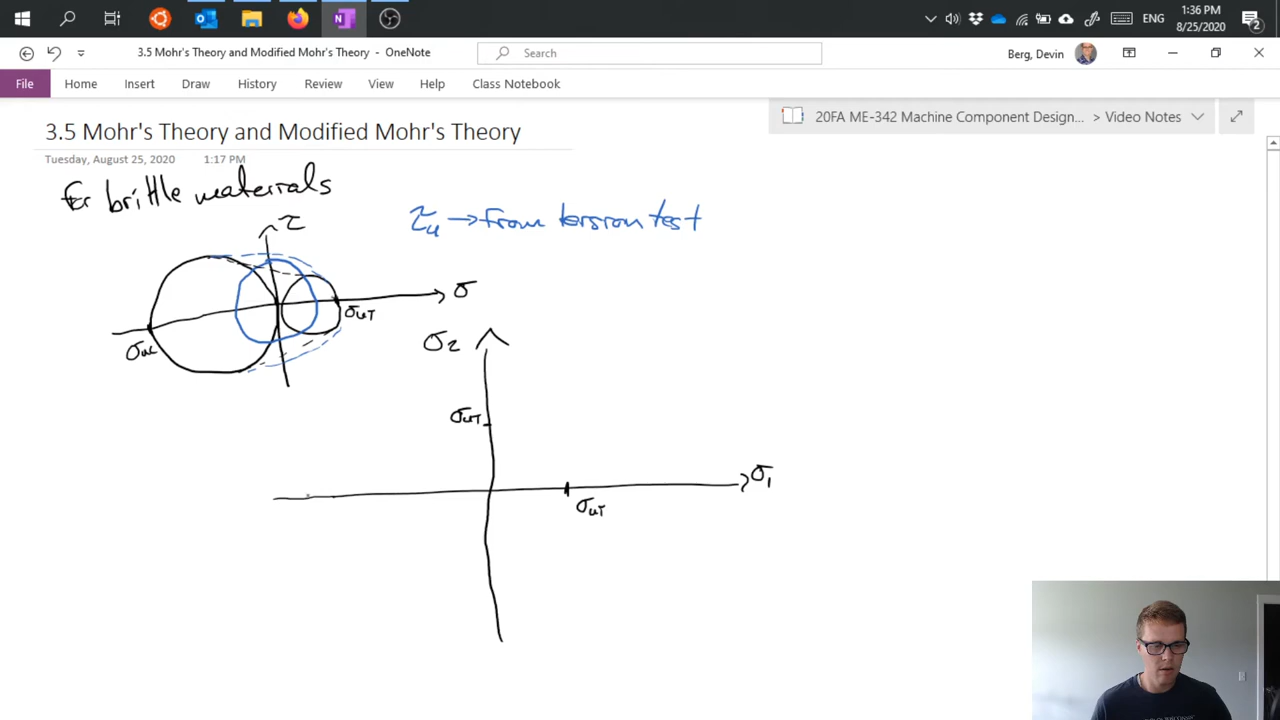 1:36 PM
ENG
8/25/2020
2
3.5 Mohr's Theory and Modified Mohr's Theory - OneNote
Search
Berg, Devin
File Home Insert Draw History Review View Help Class Notebook
20FA ME-342 Machine Component Design... > Video Notes
3.5 Mohr's Theory and Modified Mohr's Theory
Tuesday, August 25, 2020 1:17 PM
For brittle materials
τu → From torsion test
τ
σ
σuT
σuc
σ2
σuT
σ1
σuT